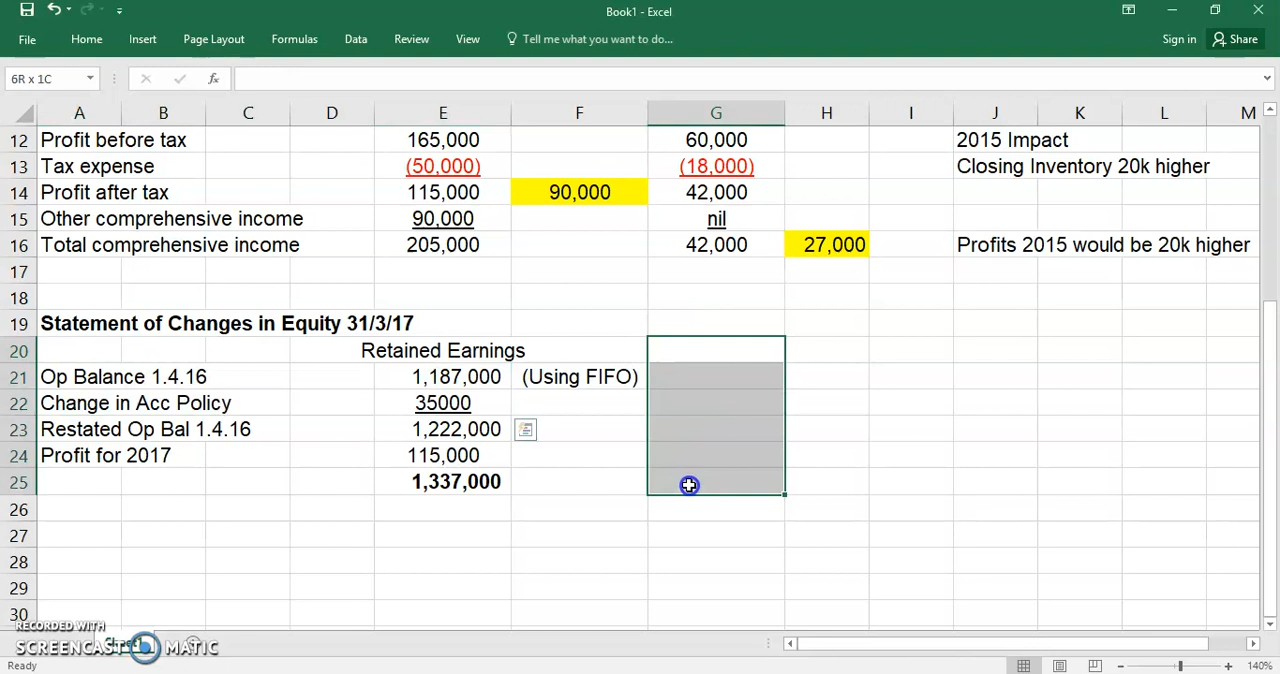 Book1 - Excel
File Home Insert Page Layout Formulas Data Review View Tell me what you want to do... Sign in Share
6R x 1C fx
A B C D E F G H I J K L M
12 Profit before tax 165,000 60,000 2015 Impact
13 Tax expense (50,000) (18,000) Closing Inventory 20k higher
14 Profit after tax 115,000 90,000 42,000
15 Other comprehensive income 90,000 nil
16 Total comprehensive income 205,000 42,000 27,000 Profits 2015 would be 20k higher
17
18
19 Statement of Changes in Equity 31/3/17
20 Retained Earnings
21 Op Balance 1.4.16 1,187,000 (Using FIFO)
22 Change in Acc Policy 35000
23 Restated Op Bal 1.4.16 1,222,000
24 Profit for 2017 115,000
25 1,337,000
26
27
28
29
30
RECORDED WITH
SCREENCAST MATIC
Ready 140%